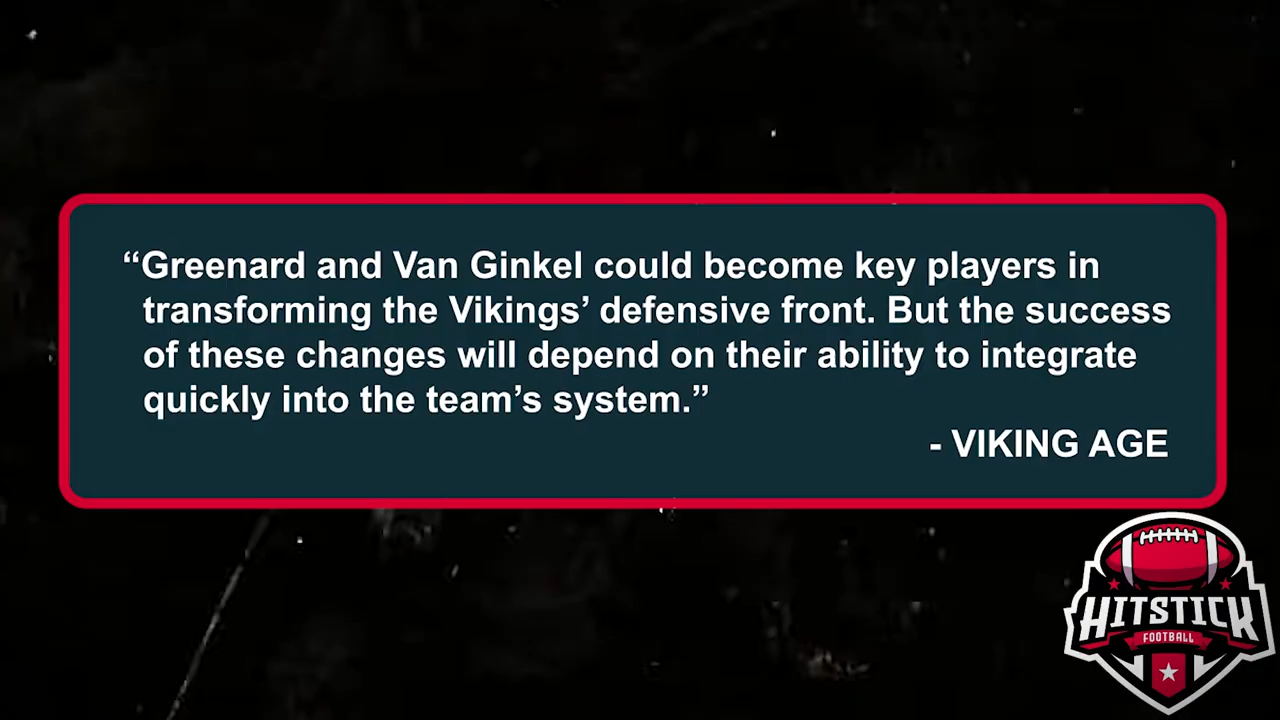 “Greenard and Van Ginkel could become key players in
transforming the Vikings’ defensive front. But the success
of these changes will depend on their ability to integrate
quickly into the team’s system.”
- VIKING AGE
HITSTICK
FOOTBALL